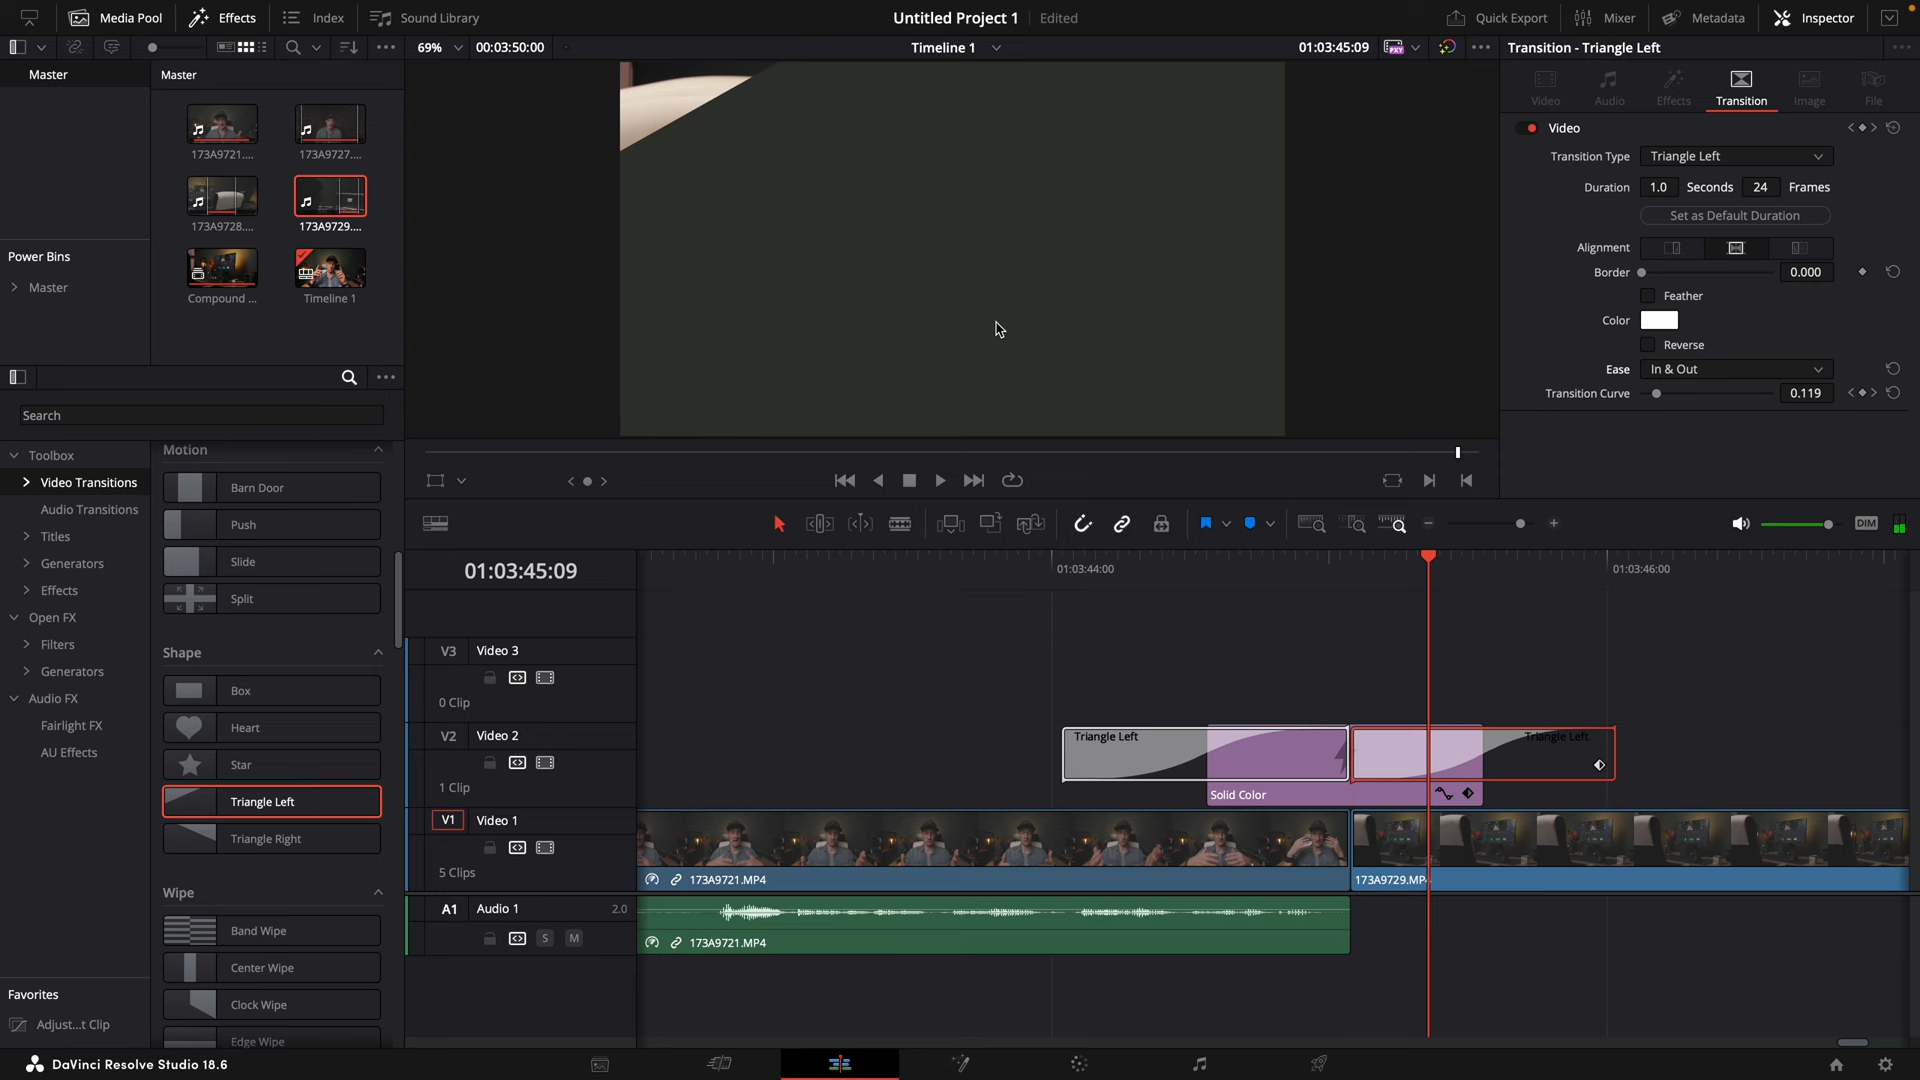 Media Pool
Effects
Index
Sound Library
Untitled Project 1
Edited
Quick Export
Mixer
Metadata
Inspector
69%
00:03:50:00
Timeline 1
01:03:45:09
Transition - Triangle Left
Master
Master
173A9721....
173A9727....
173A9728....
173A9729....
Compound ...
Timeline 1
Power Bins
Master
Video
Audio
Effects
Transition
Image
File
Video
Transition Type
Triangle Left
Duration
1.0
Seconds
24
Frames
Set as Default Duration
Alignment
Border
0.000
Feather
Color
Reverse
Ease
In & Out
Transition Curve
0.119
Search
Toolbox
Video Transitions
Audio Transitions
Titles
Generators
Effects
Open FX
Filters
Generators
Audio FX
Fairlight FX
AU Effects
Favorites
Adjust...t Clip
Motion
Barn Door
Push
Slide
Split
Shape
Box
Heart
Star
Triangle Left
Triangle Right
Wipe
Band Wipe
Center Wipe
Clock Wipe
Edge Wipe
DIM
01:03:45:09
01:03:44:00
01:03:46:00
V3
Video 3
0 Clip
V2
Video 2
1 Clip
Triangle Left
Triangle Left
Solid Color
V1
Video 1
5 Clips
173A9721.MP4
173A9729.MP4
A1
Audio 1
2.0
S
M
173A9721.MP4
DaVinci Resolve Studio 18.6